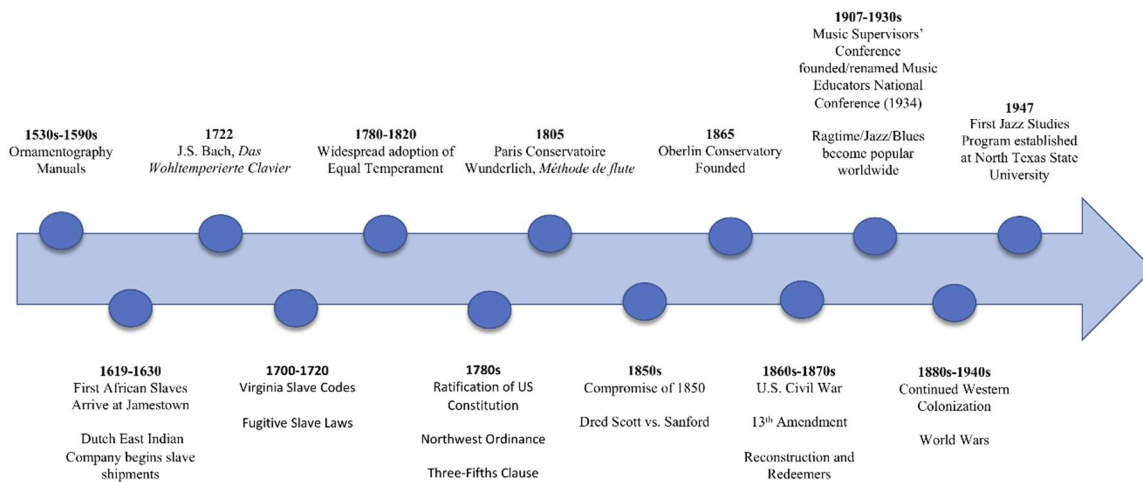 1530s-1590s
Ornamentography
Manuals
1722
J.S. Bach, Das
Wohltemperierte Clavier
1780-1820
Widespread adoption of
Equal Temperament
1805
Paris Conservatoire
Wunderlich, Méthode de flute
1865
Oberlin Conservatory
Founded
1907-1930s
Music Supervisors'
Conference
founded/renamed Music
Educators National
Conference (1934)
Ragtime/Jazz/Blues
become popular
worldwide
1947
First Jazz Studies
Program established
at North Texas State
University
1619-1630
First African Slaves
Arrive at Jamestown
Dutch East Indian
Company begins slave
shipments
1700-1720
Virginia Slave Codes
Fugitive Slave Laws
1780s
Ratification of US
Constitution
Northwest Ordinance
Three-Fifths Clause
1850s
Compromise of 1850
Dred Scott vs. Sanford
1860s-1870s
U.S. Civil War
13th Amendment
Reconstruction and
Redeemers
1880s-1940s
Continued Western
Colonization
World Wars